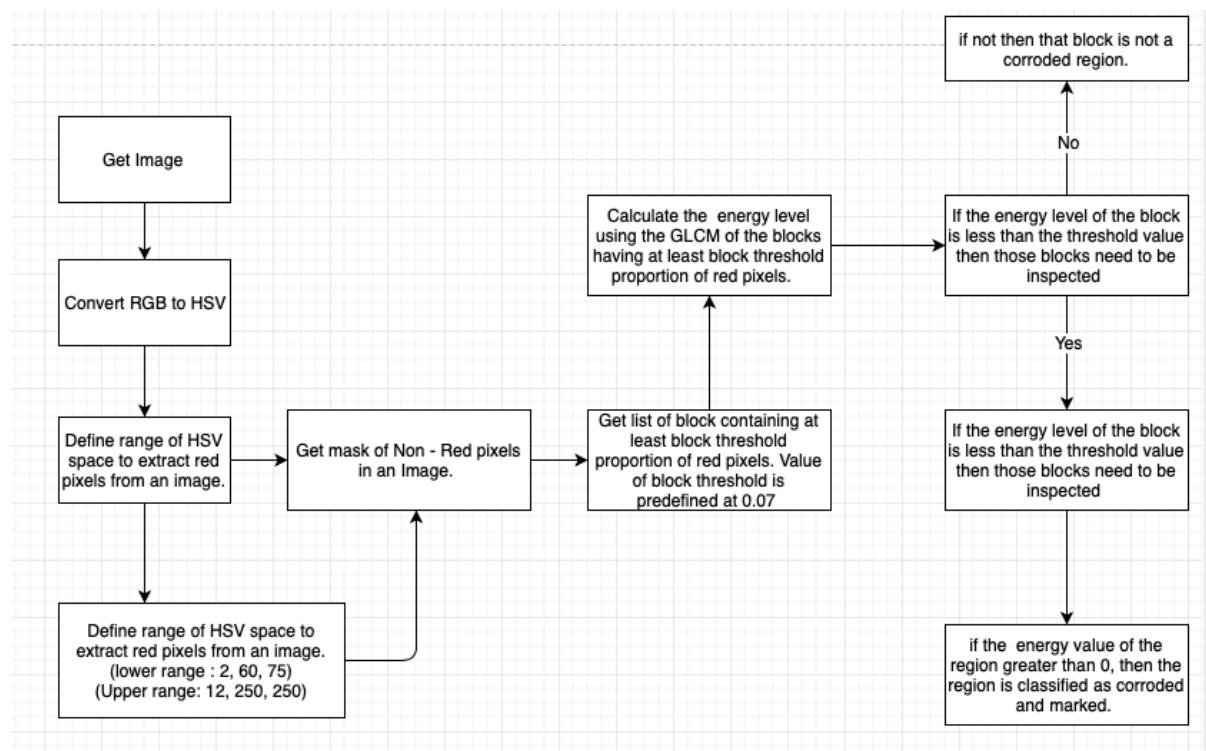 Get Image
Convert RGB to HSV
Define range of HSV
space to extract red
pixels from an image.
Define range of HSV space to
extract red pixels from an image.
(lower range : 2, 60, 75)
(Upper range: 12, 250, 250)
Get mask of Non - Red pixels
in an Image.
Get list of block containing at
least block threshold
proportion of red pixels. Value
of block threshold is
predefined at 0.07
Calculate the energy level
using the GLCM of the blocks
having at least block threshold
proportion of red pixels.
If the energy level of the block
is less than the threshold value
then those blocks need to be
inspected
No
if not then that block is not a
corroded region.
Yes
If the energy level of the block
is less than the threshold value
then those blocks need to be
inspected
if the energy value of the
region greater than 0, then the
region is classified as corroded
and marked.